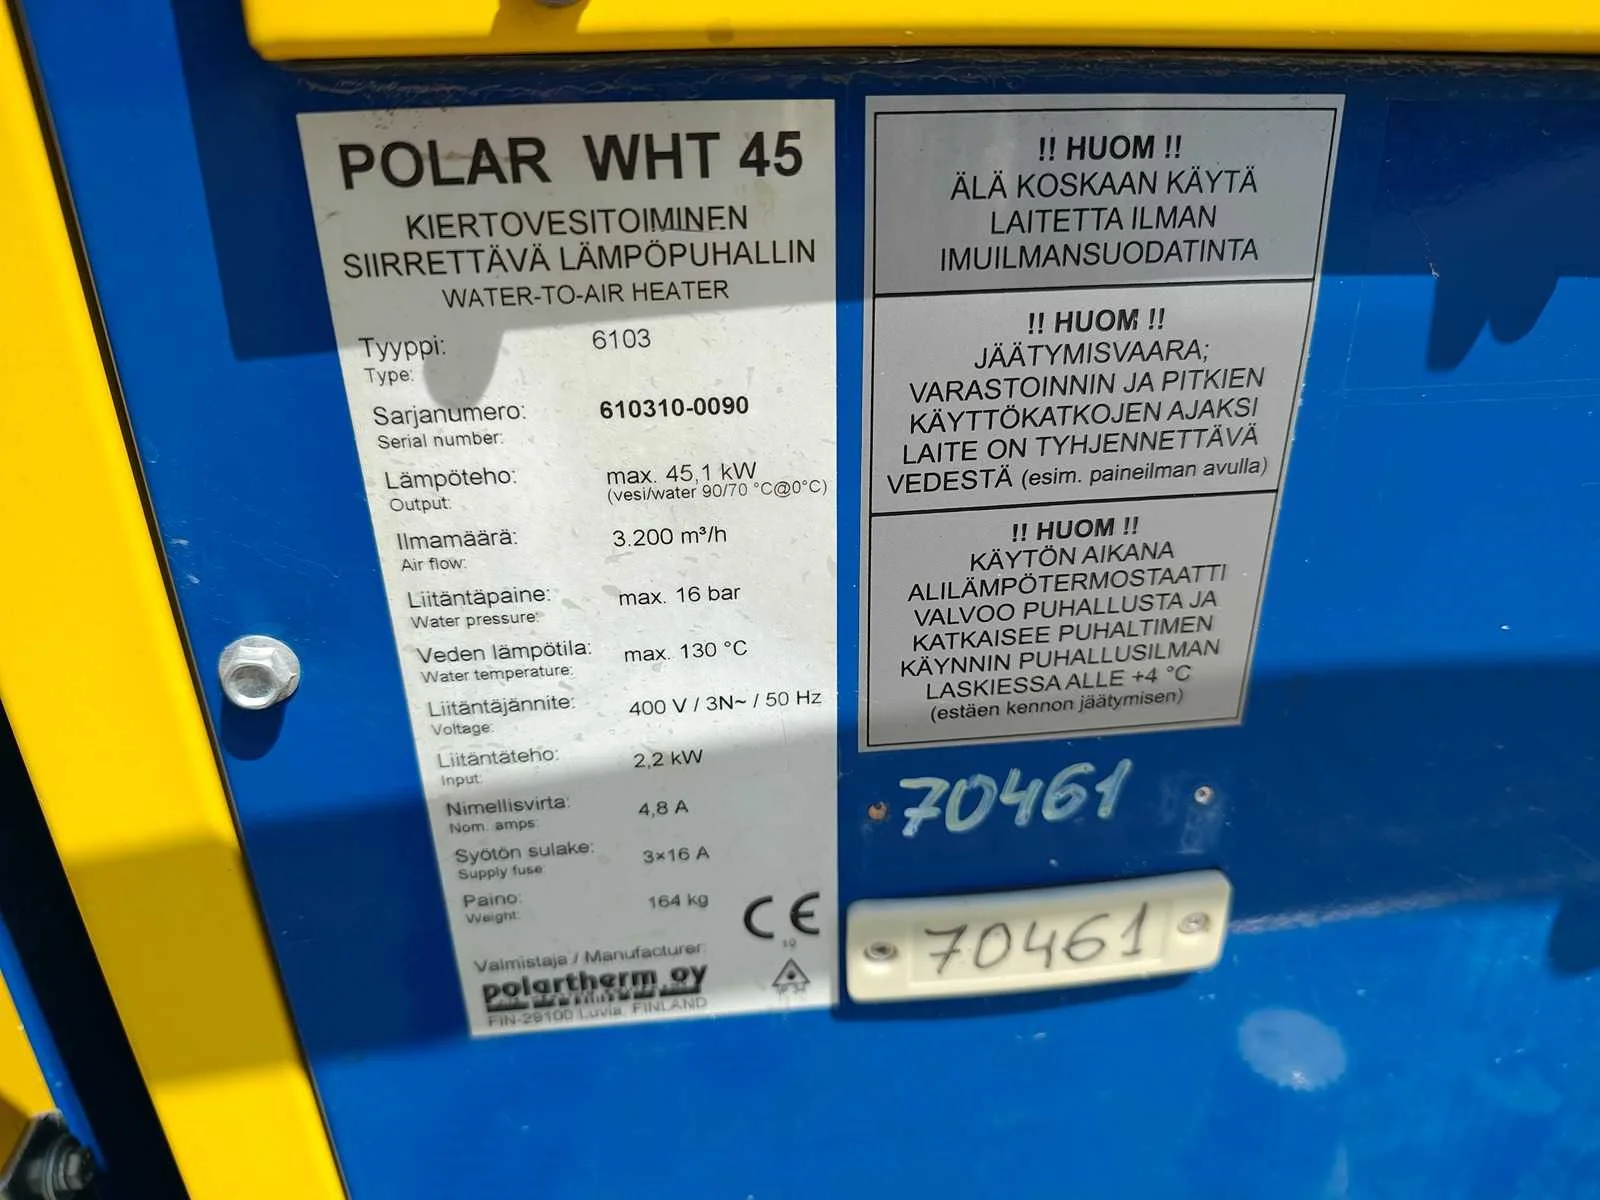 POLAR WHT 45
KIERTOVESITOIMINEN
SIIRRETTÄVÄ LÄMPÖPUHALLIN
WATER-TO-AIR HEATER
Tyyppi: 6103
Type:
Sarjanumero: 610310-0090
Serial number:
Lämpöteho: max. 45,1 kW
Output: (vesi/water 90/70 °C@0°C)
Ilmamäärä: 3.200 m³/h
Air flow:
Liitäntäpaine: max. 16 bar
Water pressure:
Veden lämpötila: max. 130 °C
Water temperature:
Liitäntäjännite: 400 V / 3N~ / 50 Hz
Voltage:
Liitäntäteho: 2,2 kW
Input:
Nimellisvirta: 4,8 A
Nom. amps:
Syötön sulake: 3×16 A
Supply fuse:
Paino: 164 kg
Weight:
CE
10
Valmistaja / Manufacturer:
polartherm oy
FIN-29100 Luvia, FINLAND
IP 54
!! HUOM !!
ÄLÄ KOSKAAN KÄYTÄ
LAITETTA ILMAN
IMUILMANSUODATINTA
!! HUOM !!
JÄÄTYMISVAARA;
VARASTOINNIN JA PITKIEN
KÄYTTÖKATKOJEN AJAKSI
LAITE ON TYHJENNETTÄVÄ
VEDESTÄ (esim. paineilman avulla)
!! HUOM !!
KÄYTÖN AIKANA
ALILÄMPÖTERMOSTAATTI
VALVOO PUHALLUSTA JA
KATKAISEE PUHALTIMEN
KÄYNNIN PUHALLUSILMAN
LASKIESSA ALLE +4 °C
(estäen kennon jäätymisen)
70461
70461